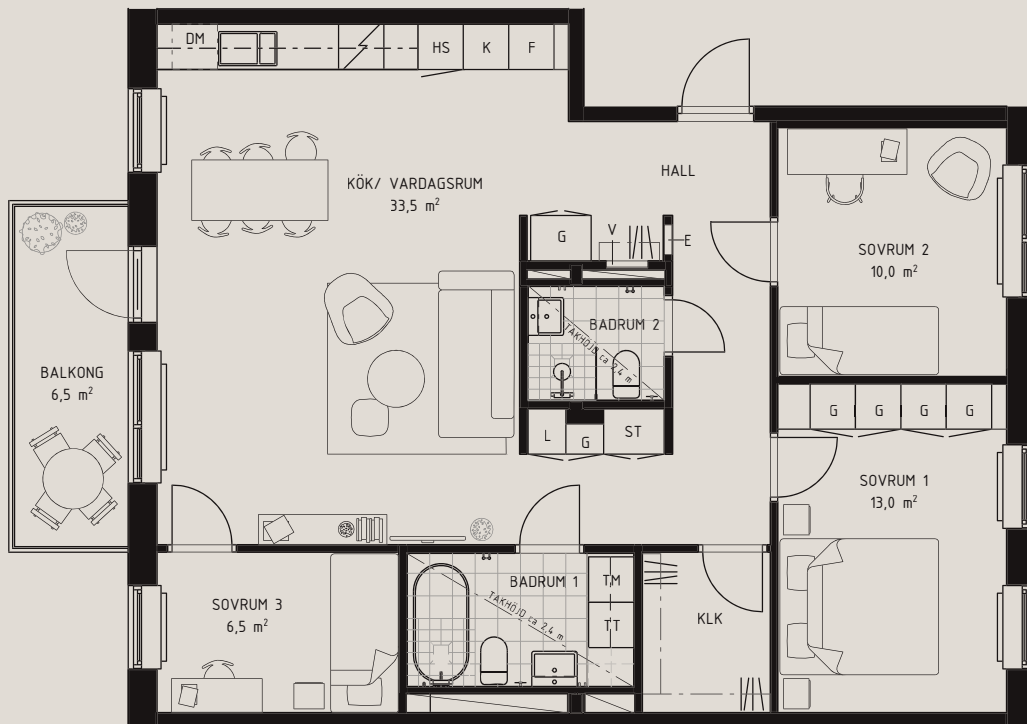 DM
HS K F
HALL
KÖK/ VARDAGSRUM
33,5 m²
G
V
E
SOVRUM 2
10,0 m²
BADRUM 2
TAKHÖJD ca 2,4 m
BALKONG
6,5 m²
L G ST
G G G G
SOVRUM 1
13,0 m²
BADRUM 1
TAKHÖJD ca 2,4 m
TM
TT
SOVRUM 3
6,5 m²
KLK